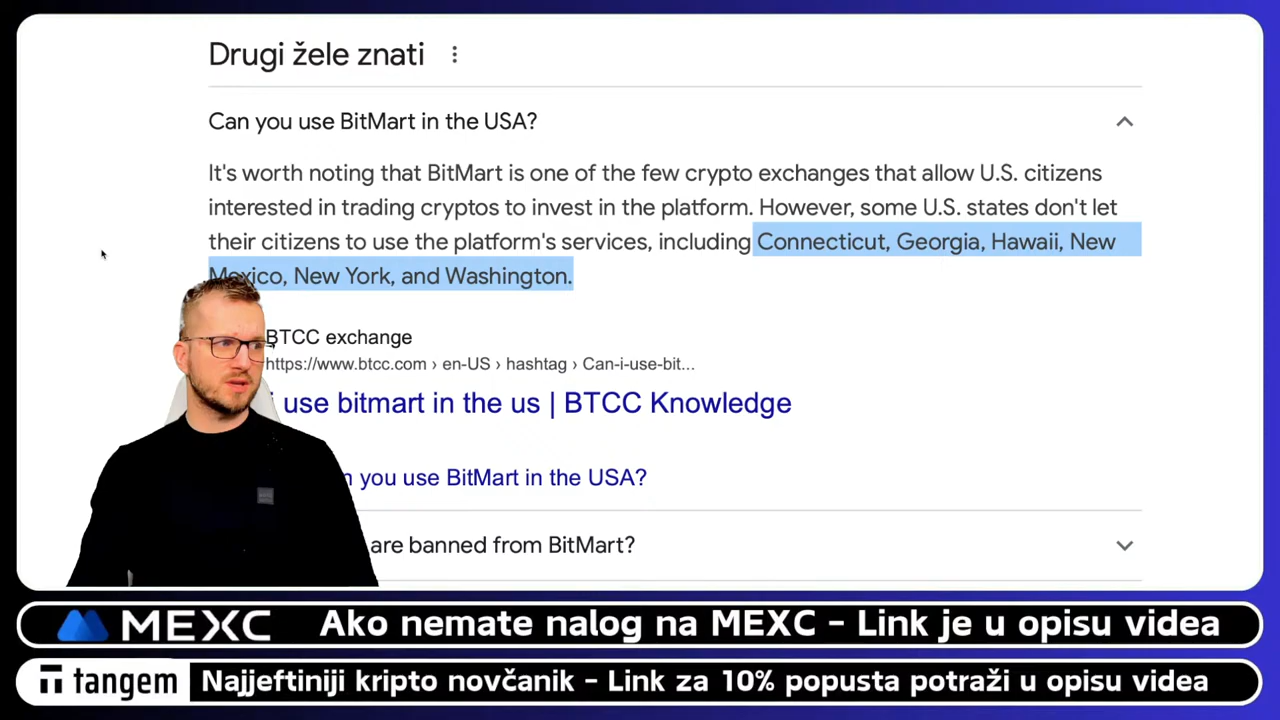 Drugi žele znati
Can you use BitMart in the USA?
It's worth noting that BitMart is one of the few crypto exchanges that allow U.S. citizens
interested in trading cryptos to invest in the platform. However, some U.S. states don't let
their citizens to use the platform's services, including Connecticut, Georgia, Hawaii, New
Mexico, New York, and Washington.
BTCC exchange
https://www.btcc.com › en-US › hashtag › Can-i-use-bit...
i use bitmart in the us | BTCC Knowledge
you use BitMart in the USA?
are banned from BitMart?
MEXC Ako nemate nalog na MEXC - Link je u opisu videa
tangem Najjeftiniji kripto novčanik - Link za 10% popusta potraži u opisu videa